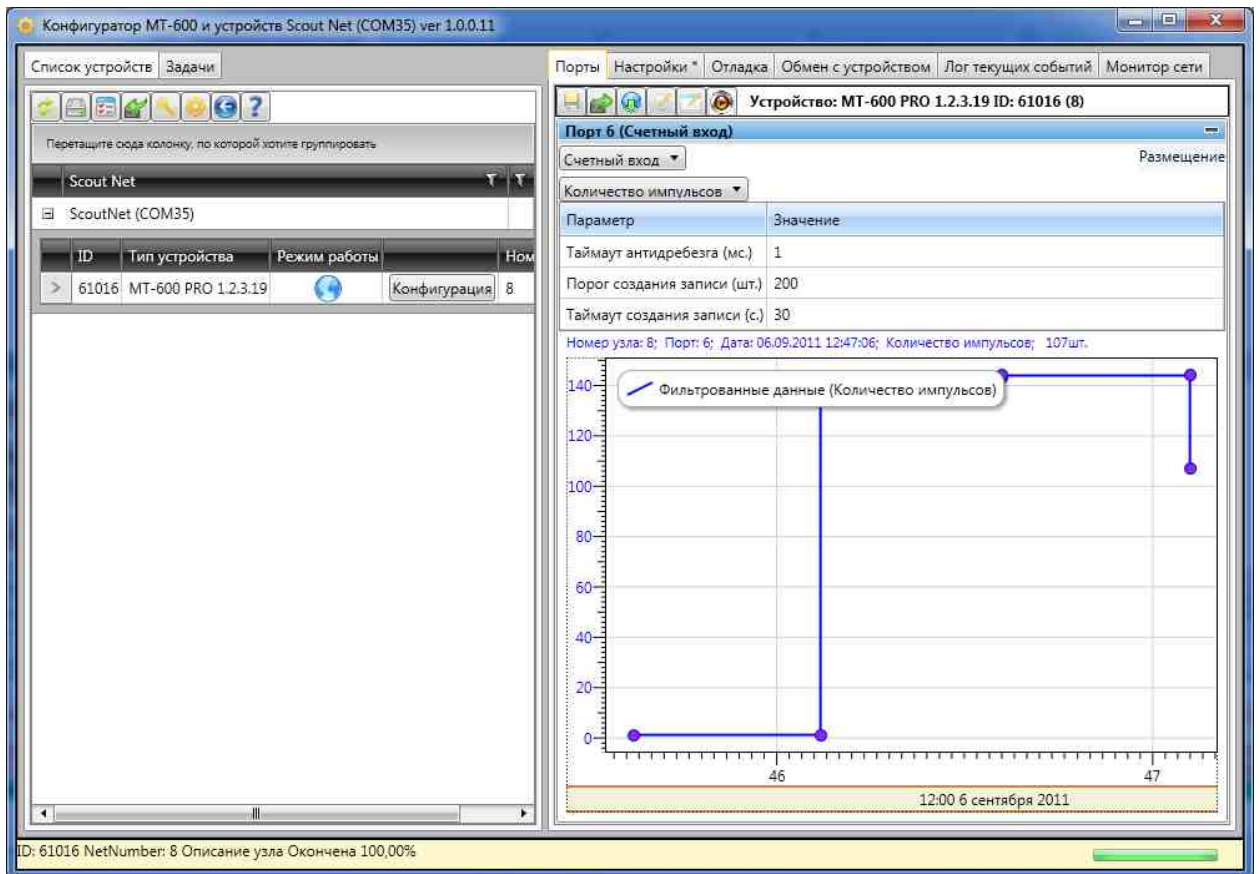 Конфигуратор МТ-600 и устройств Scout Net (COM35) ver 1.0.0.11
Список устройств Задачи
Перетащите сюда колонку, по которой хотите группировать
Scout Net
ScoutNet (COM35)
ID Тип устройства Режим работы Ном
61016 МТ-600 PRO 1.2.3.19 Конфигурация 8
Порты Настройки * Отладка Обмен с устройством Лог текущих событий Монитор сети
Устройство: МТ-600 PRO 1.2.3.19 ID: 61016 (8)
Порт 6 (Счетный вход)
Счетный вход Размещение
Количество импульсов
Параметр Значение
Таймаут антидребезга (мс.) 1
Порог создания записи (шт.) 200
Таймаут создания записи (с.) 30
Номер узла: 8; Порт: 6; Дата: 06.09.2011 12:47:06; Количество импульсов; 107шт.
Фильтрованные данные (Количество импульсов)
140
120
100
80
60
40
20
0
46 47
12:00 6 сентября 2011
ID: 61016 NetNumber: 8 Описание узла Окончена 100,00%